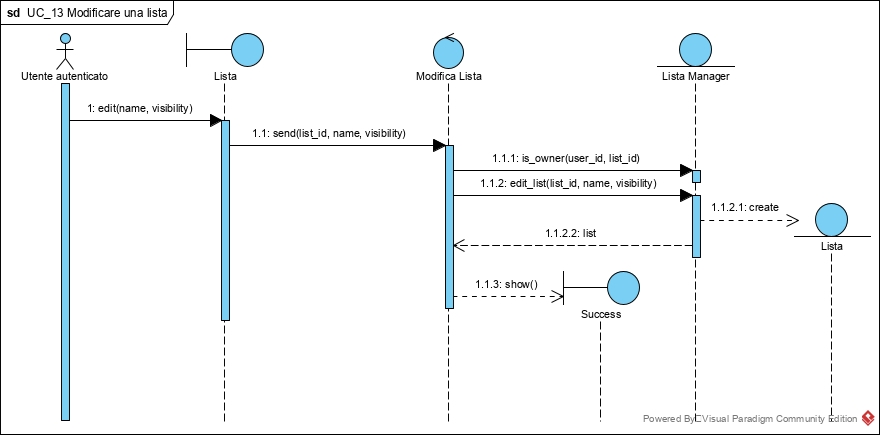 sd UC_13 Modificare una lista
Utente autenticato
Lista
Modifica Lista
Lista Manager
1: edit(name, visibility)
1.1: send(list_id, name, visibility)
1.1.1: is_owner(user_id, list_id)
1.1.2: edit_list(list_id, name, visibility)
1.1.2.1: create
1.1.2.2: list
Lista
1.1.3: show()
Success
Powered By Visual Paradigm Community Edition